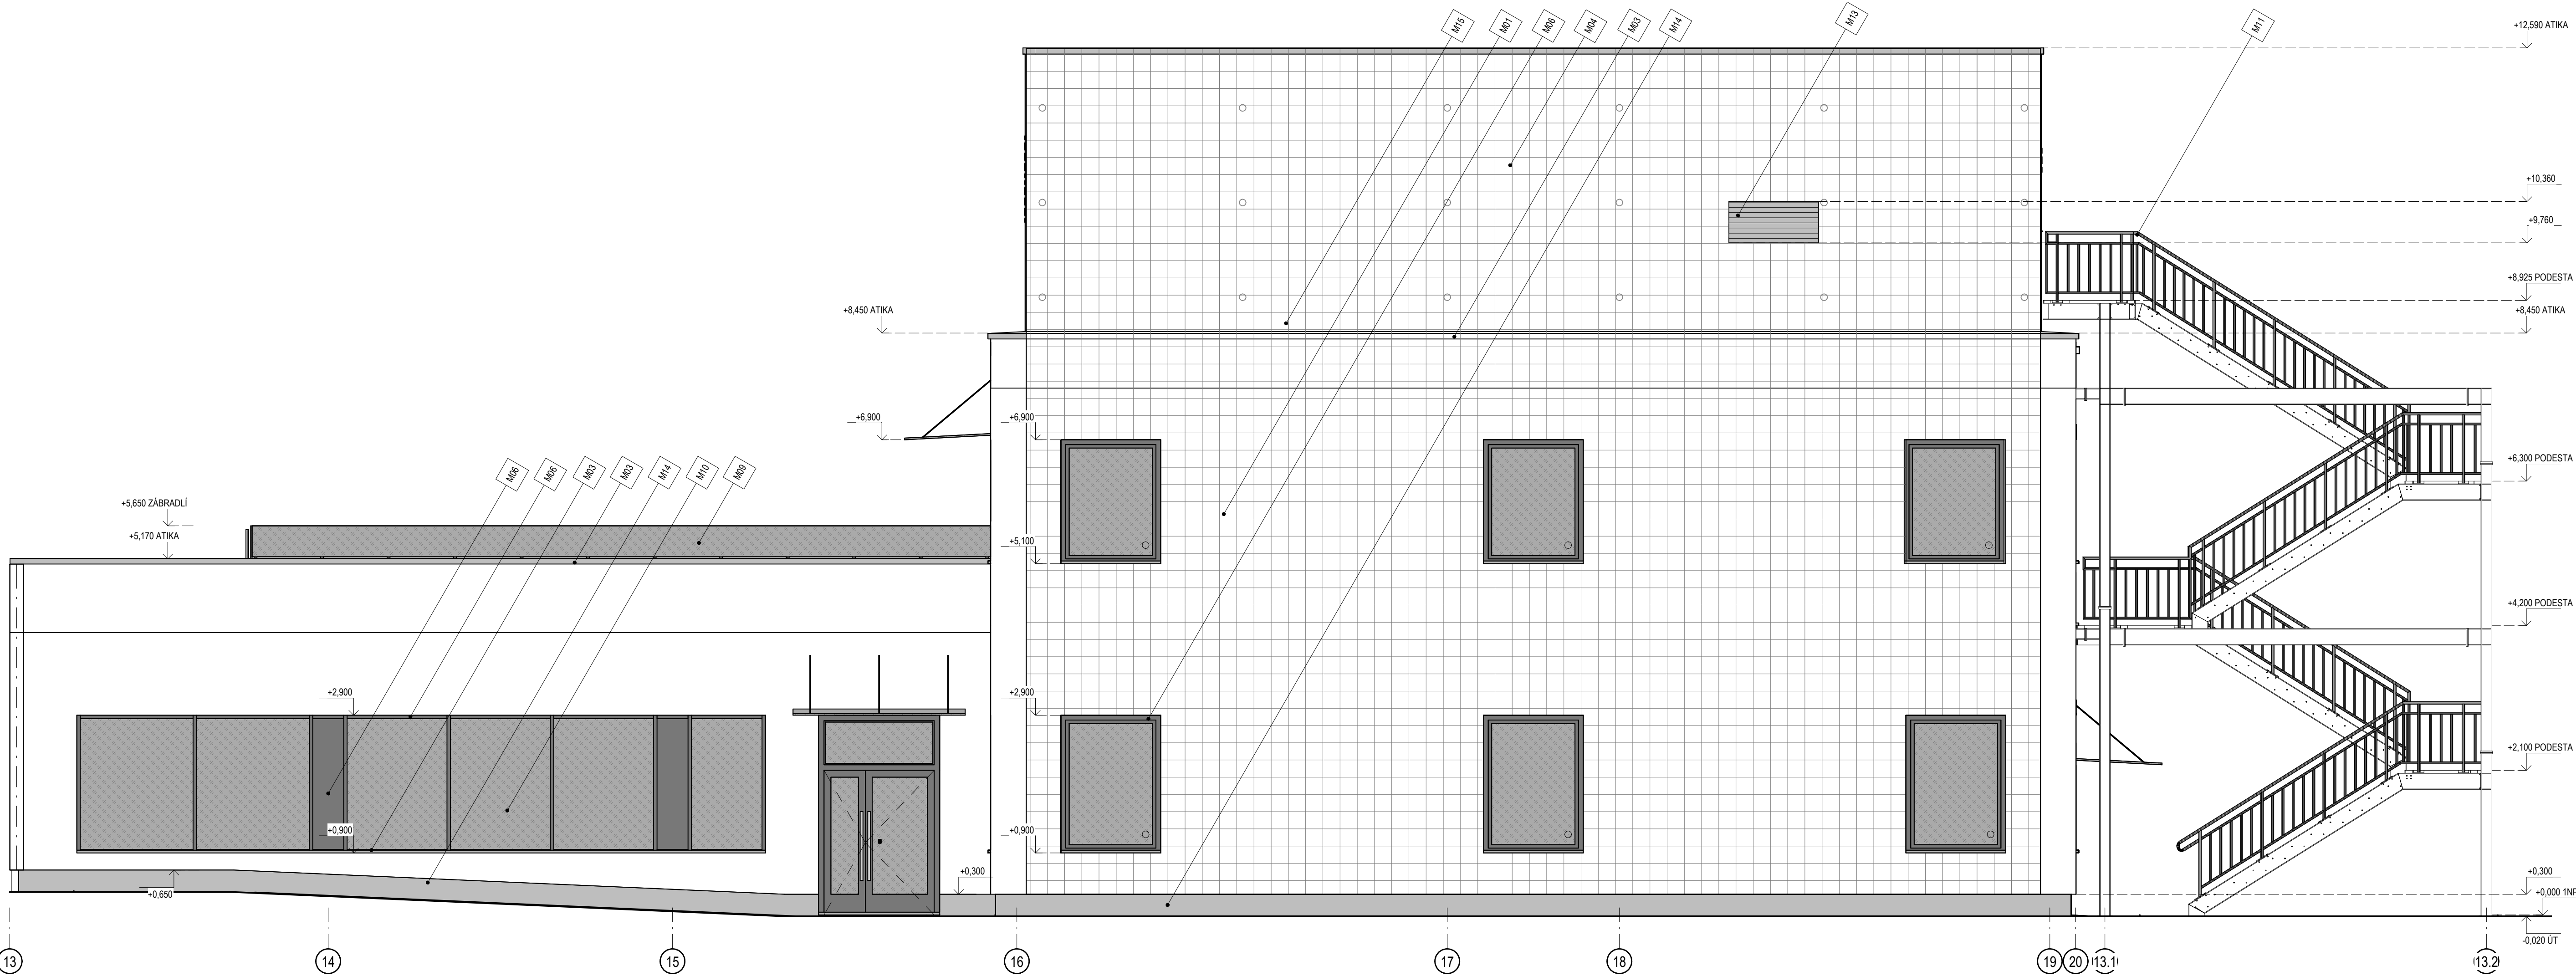 M15
M01
M06
M04
M03
M14
M13
M11
+12,590 ATIKA
+10,360
+9,760
+8,925 PODESTA
+8,450 ATIKA
+8,450 ATIKA
+6,900
+6,900
+6,300 PODESTA
M06
M06
M03
M03
M14
M10
M09
+5,650 ZÁBRADLÍ
+5,170 ATIKA
+5,100
+4,200 PODESTA
+2,900
+2,900
+2,100 PODESTA
+0,900
+0,900
+0,650
+0,300
+0,300
+0,000 1NP
-0,020 ÚT
13
14
15
16
17
18
19
20
13.1
13.2